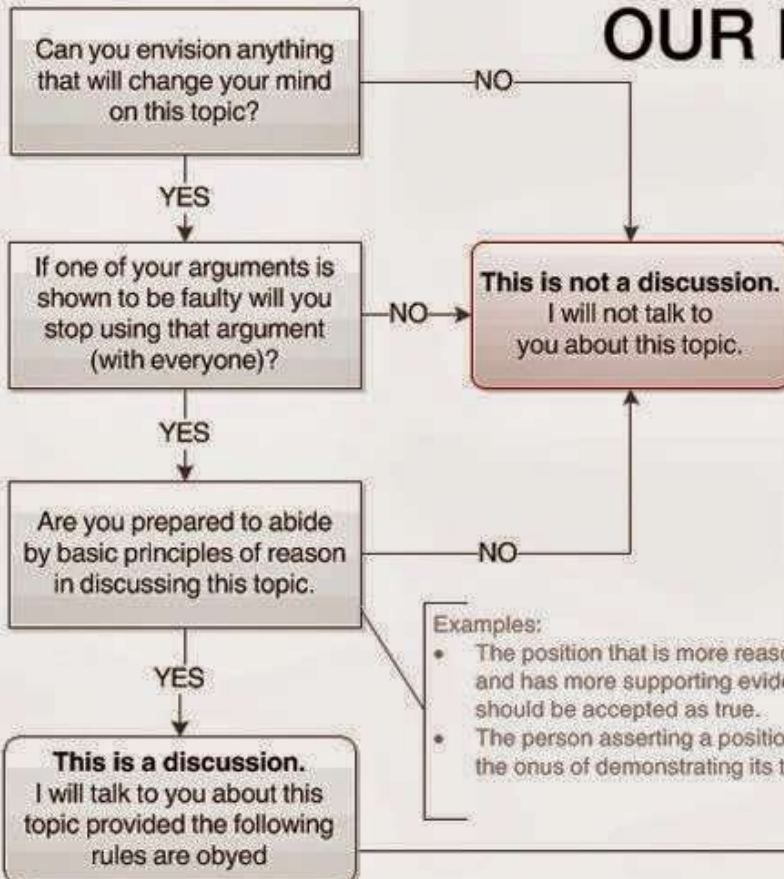 OUR
Can you envision anything
that will change your mind
on this topic?
NO
YES
If one of your arguments is
shown to be faulty will you
stop using that argument
(with everyone)?
NO
This is not a discussion.
I will not talk to
you about this topic.
YES
Are you prepared to abide
by basic principles of reason
in discussing this topic.
NO
Examples:
• The position that is more
and has more supporting
should be accepted as true.
• The person asserting a
the onus of demonstrating its
YES
This is a discussion.
I will talk to you about this
topic provided the following
rules are obyed